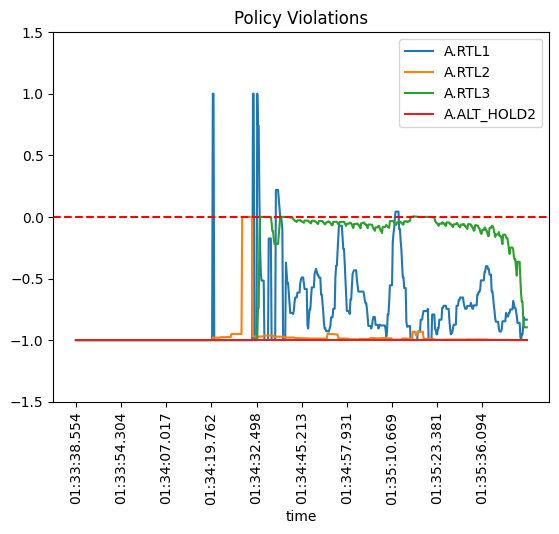 Policy Violations
1.5
1.0
0.5
0.0
−0.5
−1.0
−1.5
A.RTL1
A.RTL2
A.RTL3
A.ALT_HOLD2
01:33:38.554
01:33:54.304
01:34:07.017
01:34:19.762
01:34:32.498
01:34:45.213
01:34:57.931
01:35:10.669
01:35:23.381
01:35:36.094
time